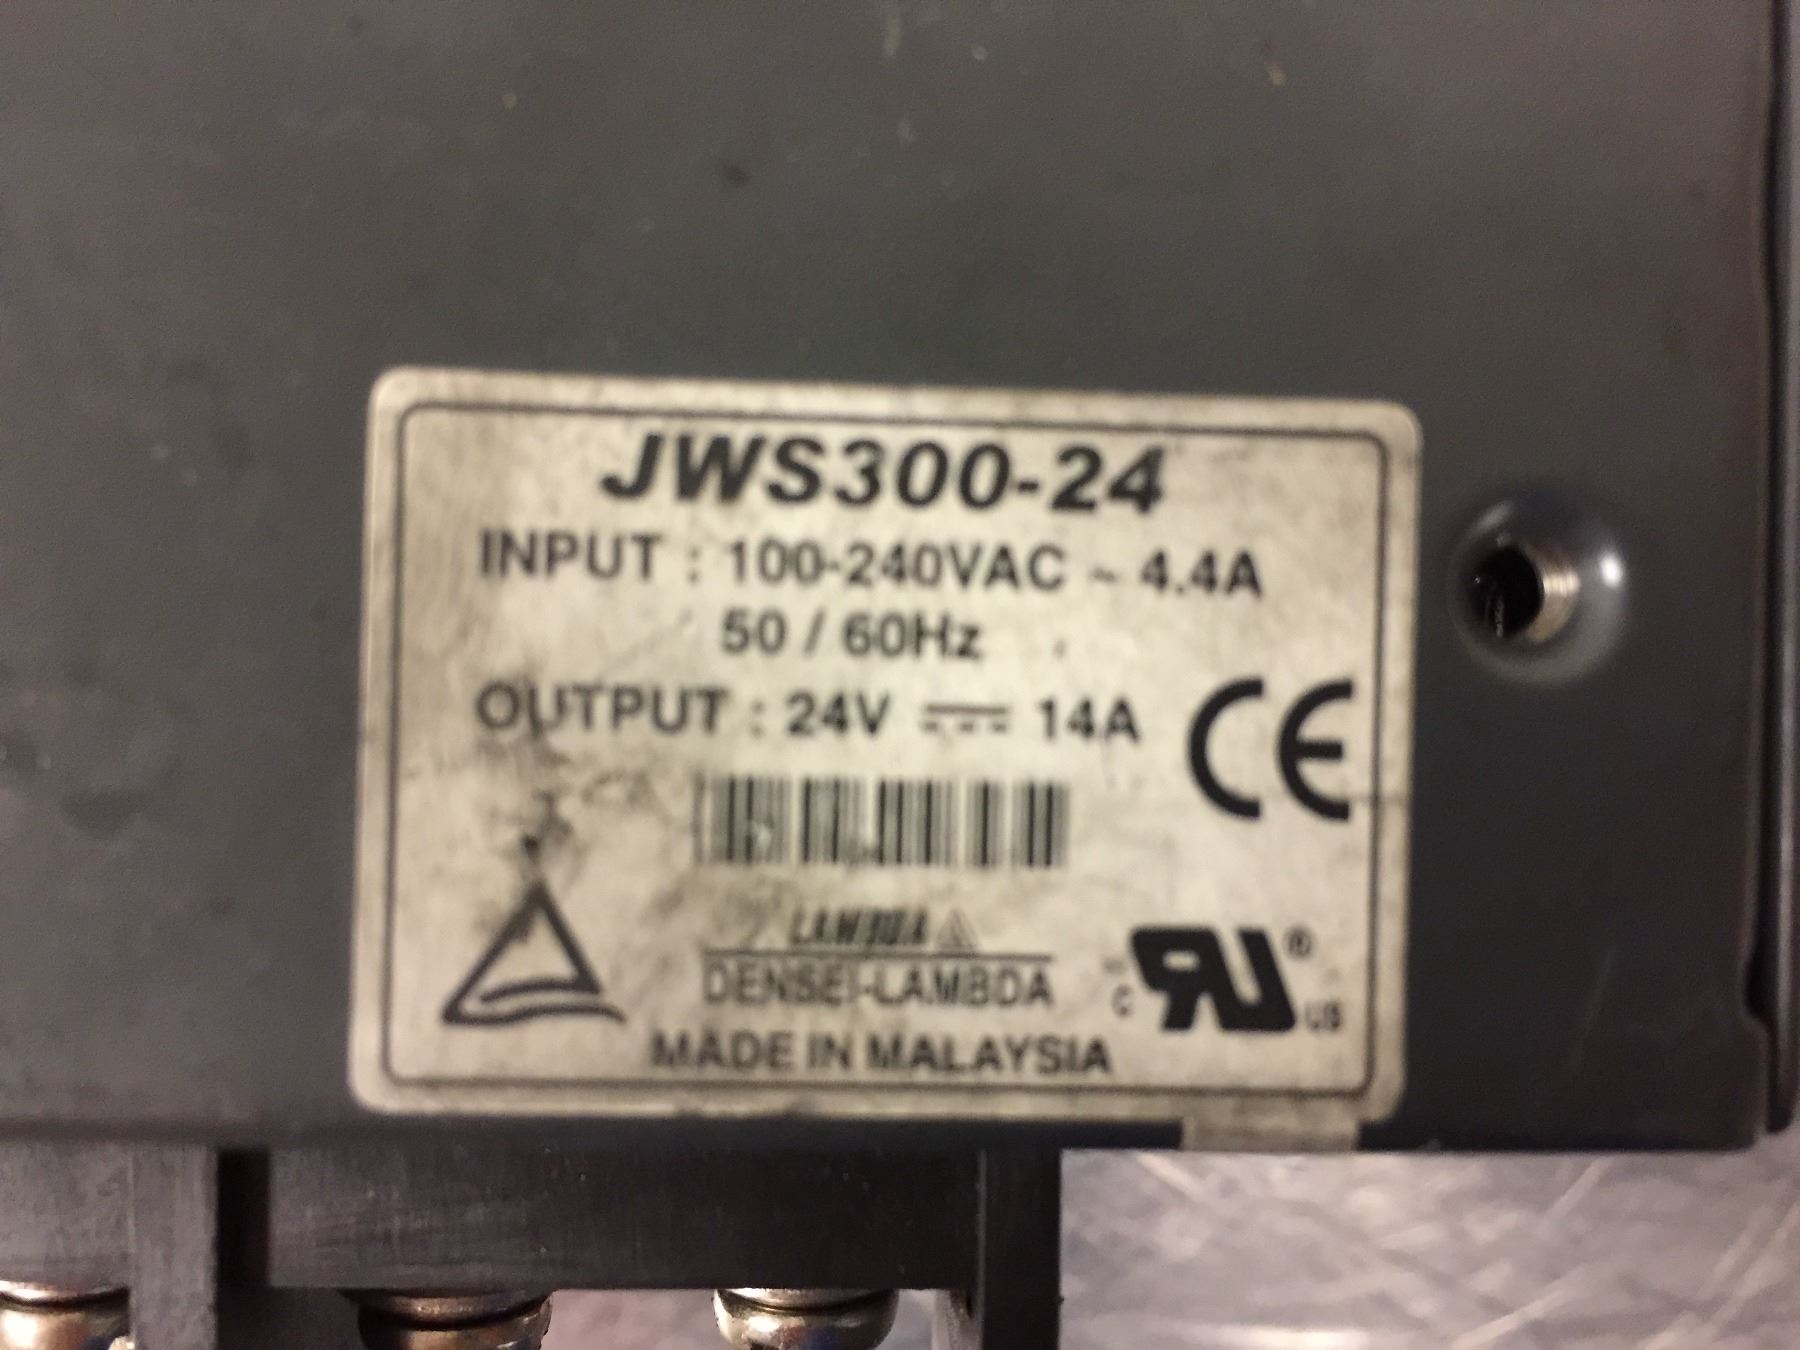 JWS300-24
INPUT : 100-240VAC ~ 4.4A
50 / 60Hz
OUTPUT : 24V ⎓ 14A
CE
LAMBDA
DENSEI-LAMBDA
C RU ® US
MADE IN MALAYSIA